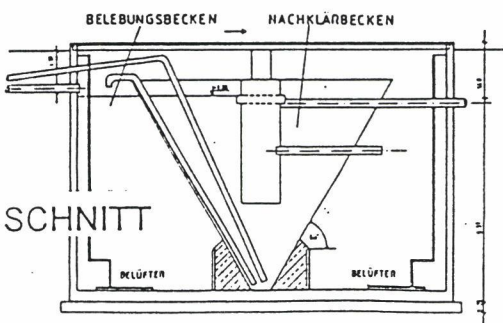 BELEBUNGSBECKEN
NACHKLÄRBECKEN
SCHNITT
BELÜFTER
BELÜFTER